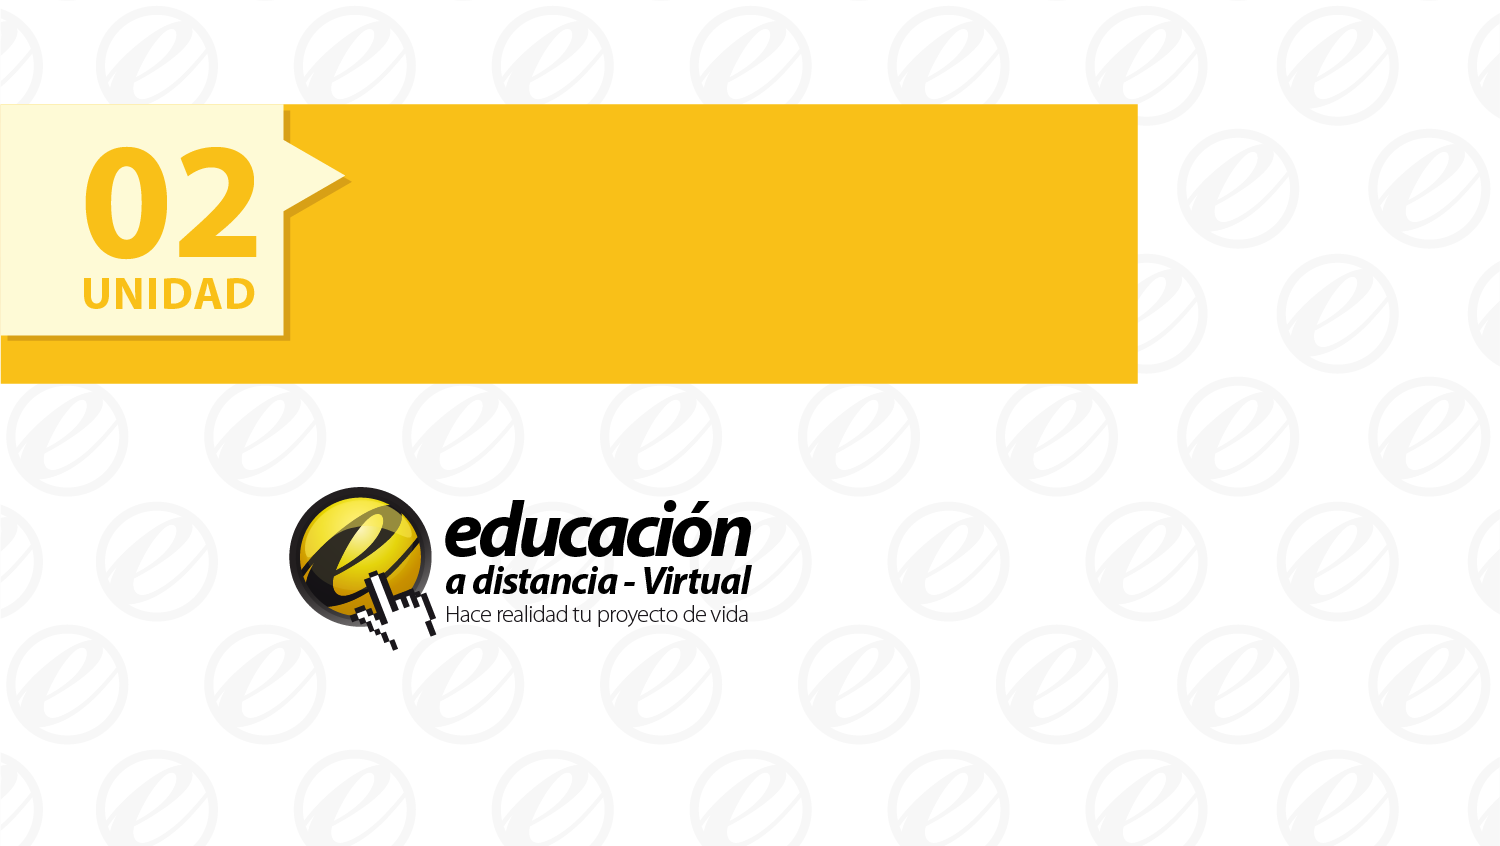 02
UNIDAD
educación
a distancia - Virtual
Hace realidad tu proyecto de vida